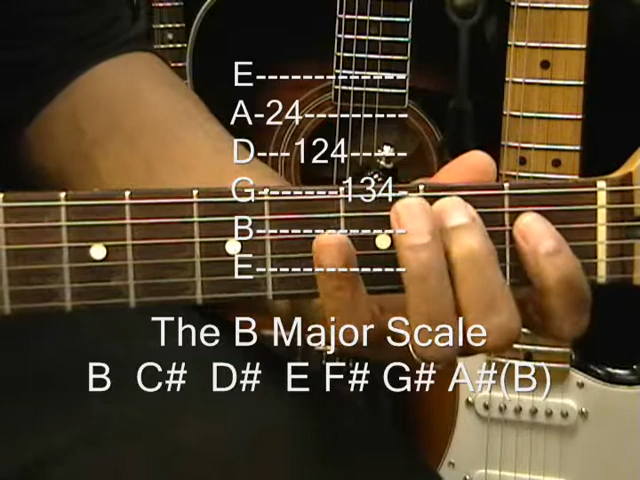 E-------------
A-24---------
D---124-----
G-------134-
B-------------
E-------------
The B Major Scale
B C# D# E F# G# A#(B)